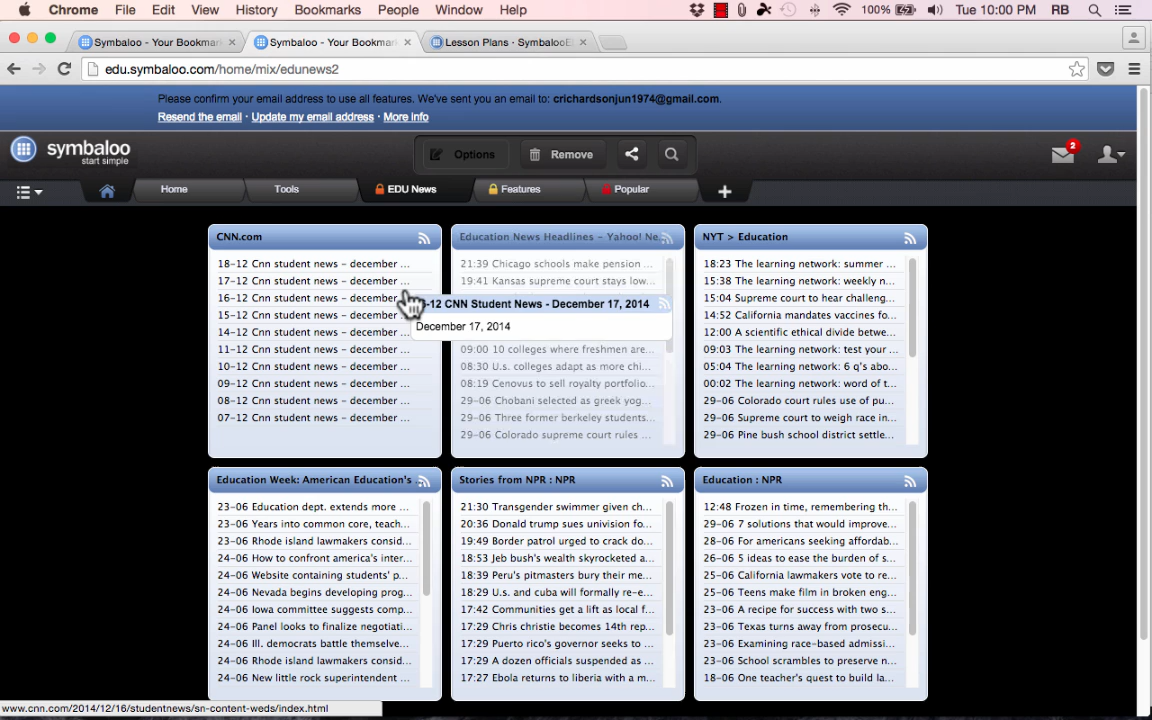 Chrome File Edit View History Bookmarks People Window Help 100% Tue 10:00 PM RB
Symbaloo - Your Bookmar Symbaloo - Your Bookmar Lesson Plans · SymbalooE
edu.symbaloo.com/home/mix/edunews2
Please confirm your email address to use all features. We've sent you an email to: crichardsonjun1974@gmail.com.
Resend the email · Update my email address · More info
symbaloo
start simple
Options Remove
2
Home Tools EDU News Features Popular
CNN.com
18-12 Cnn student news - december ...
17-12 Cnn student news - december ...
16-12 Cnn student news - december
15-12 Cnn student news - december
14-12 Cnn student news - december ...
11-12 Cnn student news - december ...
10-12 Cnn student news - december ...
09-12 Cnn student news - december ...
08-12 Cnn student news - december ...
07-12 Cnn student news - december ...
Education News Headlines - Yahoo! Ne
21:39 Chicago schools make pension ...
19:41 Kansas supreme court stays low...
-12 CNN Student News - December 17, 2014
December 17, 2014
09:00 10 colleges where freshmen are...
08:30 U.s. colleges adapt as more chi...
08:19 Cenovus to sell royalty portfolio...
29-06 Chobani selected as greek yog...
29-06 Three former berkeley students...
29-06 Colorado supreme court rules ...
NYT > Education
18:23 The learning network: summer ...
15:38 The learning network: weekly n...
15:04 Supreme court to hear challeng...
14:52 California mandates vaccines fo...
12:00 A scientific ethical divide betwe...
09:03 The learning network: test your ...
05:04 The learning network: 6 q's abo...
00:02 The learning network: word of t...
29-06 Colorado court rules use of pu...
29-06 Supreme court to weigh race in...
29-06 Pine bush school district settle...
Education Week: American Education's
23-06 Education dept. extends more ...
23-06 Years into common core, teach...
23-06 Rhode island lawmakers consid...
24-06 How to confront america's inter...
24-06 Website containing students' p...
24-06 Nevada begins developing prog...
24-06 Iowa committee suggests comp...
24-06 Panel looks to finalize negotiati...
24-06 Ill. democrats battle themselve...
24-06 Rhode island lawmakers consid...
24-06 New little rock superintendent ...
Stories from NPR : NPR
21:30 Transgender swimmer given ch...
20:36 Donald trump sues univision fo...
19:49 Border patrol urged to crack do...
18:53 Jeb bush's wealth skyrocketed a...
18:39 Peru's pitmasters bury their me...
18:29 U.s. and cuba will formally re-e...
17:42 Communities get a lift as local f...
17:29 Chris christie becomes 14th rep...
17:29 Puerto rico's governor seeks to ...
17:29 A dozen officials suspended as ...
17:27 Ebola returns to liberia with a m...
Education : NPR
12:48 Frozen in time, remembering th...
29-06 7 solutions that would improve...
28-06 For americans seeking affordab...
26-06 5 ideas to ease the burden of s...
25-06 California lawmakers vote to re...
25-06 Teens make film in broken eng...
23-06 A recipe for success with two s...
23-06 Texas turns away from prosecu...
23-06 Examining race-based admissi...
23-06 School scrambles to preserve n...
18-06 One teacher's quest to build la...
www.cnn.com/2014/12/16/studentnews/sn-content-weds/index.html